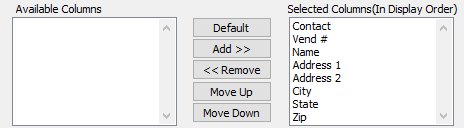 Available Columns
Default
Add >>
<< Remove
Move Up
Move Down
Selected Columns(In Display Order)
Contact
Vend #
Name
Address 1
Address 2
City
State
Zip